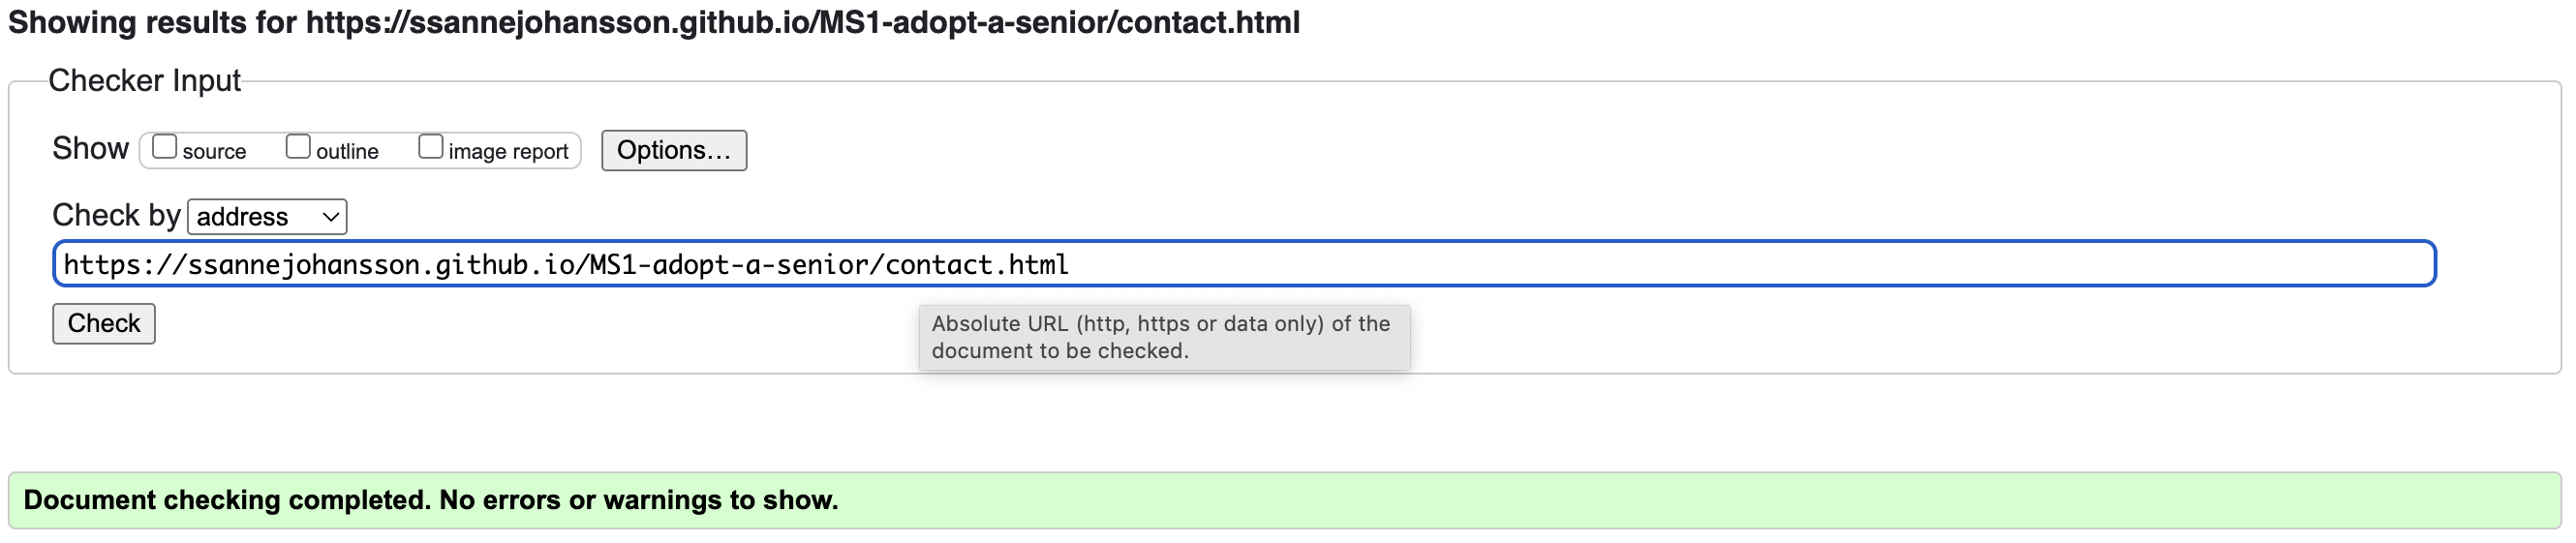 Showing results for https://ssannejohansson.github.io/MS1-adopt-a-senior/contact.html
Checker Input
Show source outline image report Options…
Check by address
https://ssannejohansson.github.io/MS1-adopt-a-senior/contact.html
Check
Absolute URL (http, https or data only) of the
document to be checked.
Document checking completed. No errors or warnings to show.